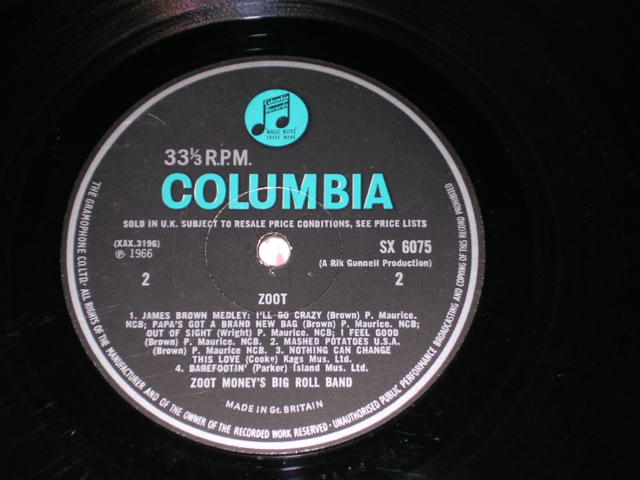 Columbia
Records
MAGIC NOTES
TRADE MARK
33⅓ R.P.M.
COLUMBIA
SOLD IN U.K. SUBJECT TO RESALE PRICE CONDITIONS, SEE PRICE LISTS
(XAX.3196)
℗ 1966
SX 6075
(A Rik Gunnell Production)
2
2
ZOOT
1. JAMES BROWN MEDLEY: I'LL GO CRAZY (Brown) P. Maurice.
NCB; PAPA'S GOT A BRAND NEW BAG (Brown) P. Maurice. NCB;
OUT OF SIGHT (Wright) P. Maurice. NCB; I FEEL GOOD
(Brown) P. Maurice. NCB. 2. MASHED POTATOES U.S.A.
(Brown) P. Maurice NCB. 3. NOTHING CAN CHANGE
THIS LOVE (Cooke) Kags Mus. Ltd.
4. BAREFOOTIN' (Parker) Island Mus. Ltd.
ZOOT MONEY'S BIG ROLL BAND
MADE IN Gt. BRITAIN
THE GRAMOPHONE CO. LTD. · ALL RIGHTS OF THE MANUFACTURER AND OF THE OWNER OF THE RECORDED WORK RESERVED · UNAUTHORISED PUBLIC PERFORMANCE BROADCASTING AND COPYING OF THIS RECORD PROHIBITED